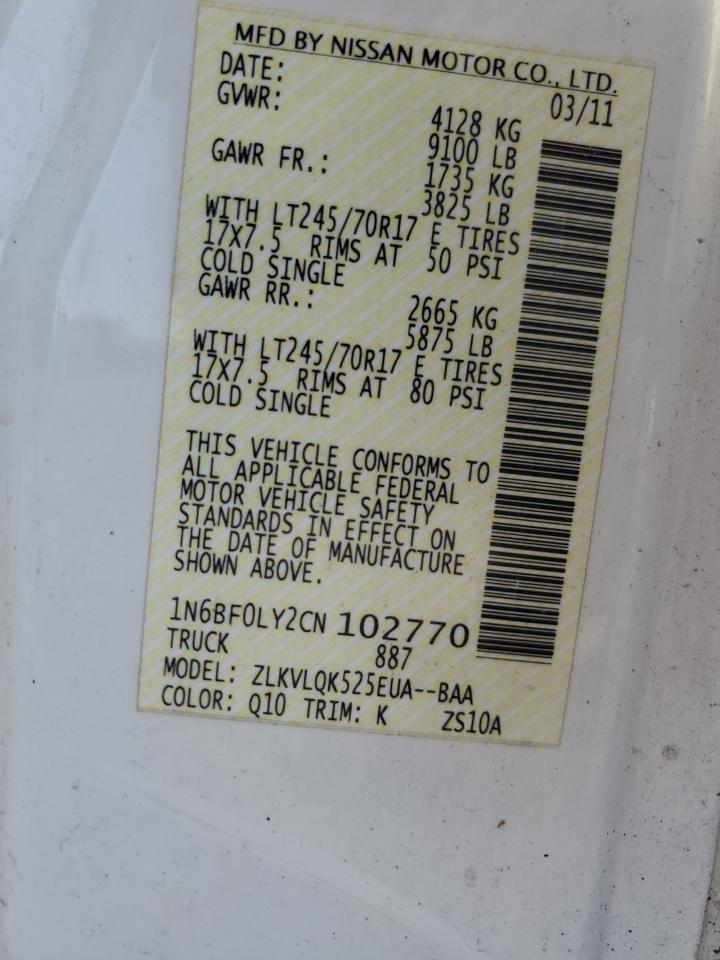 MFD BY NISSAN MOTOR CO., LTD.
DATE: 03/11
GVWR: 4128 KG
9100 LB
GAWR FR.: 1735 KG
3825 LB
WITH LT245/70R17 E TIRES
17X7.5 RIMS AT 50 PSI
COLD SINGLE
GAWR RR.: 2665 KG
5875 LB
WITH LT245/70R17 E TIRES
17X7.5 RIMS AT 80 PSI
COLD SINGLE
THIS VEHICLE CONFORMS TO
ALL APPLICABLE FEDERAL
MOTOR VEHICLE SAFETY
STANDARDS IN EFFECT ON
THE DATE OF MANUFACTURE
SHOWN ABOVE.
1N6BF0LY2CN 102770
TRUCK 887
MODEL: ZLKVLQK525EUA--BAA
COLOR: Q10 TRIM: K ZS10A